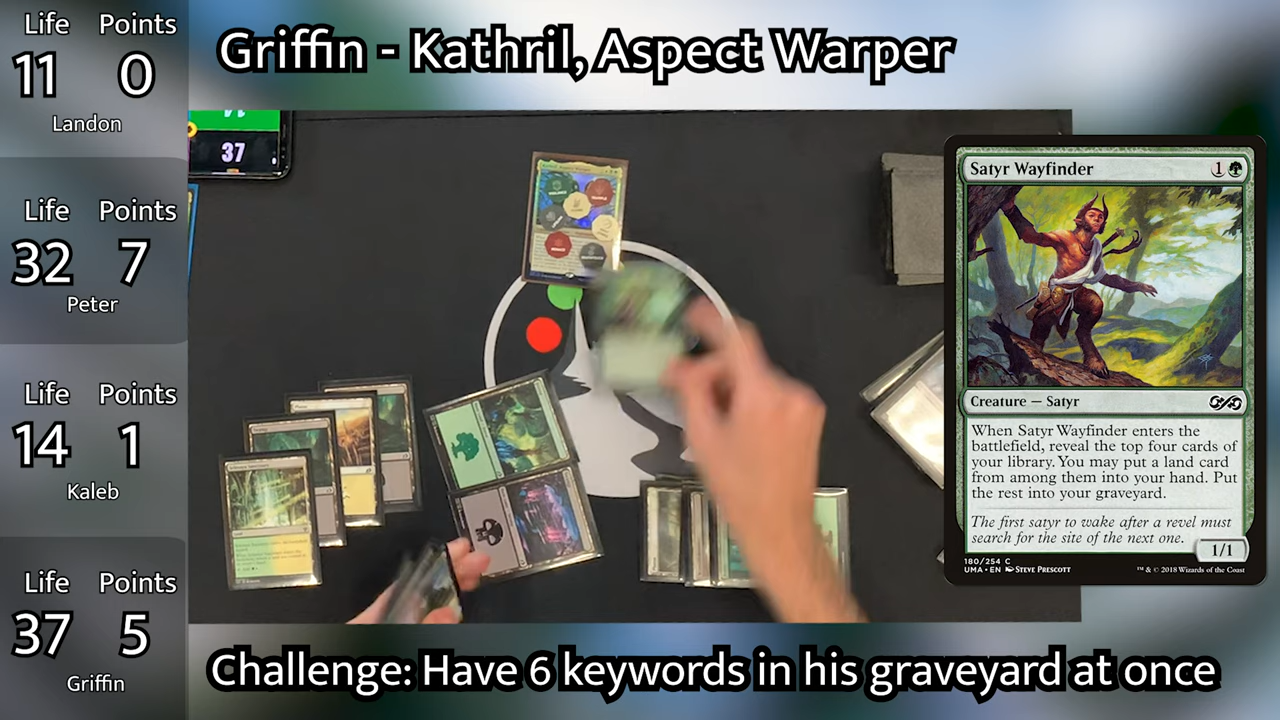 Life Points
11 0
Landon
Life Points
32 7
Peter
Life Points
14 1
Kaleb
Life Points
37 5
Griffin
Griffin - Kathril, Aspect Warper
37
Satyr Wayfinder 1
Creature — Satyr
When Satyr Wayfinder enters the
battlefield, reveal the top four cards of
your library. You may put a land card
from among them into your hand. Put
the rest into your graveyard.
The first satyr to wake after a revel must
search for the site of the next one.
1/1
180/254 C
UMA • EN STEVE PRESCOTT
™ & © 2018 Wizards of the Coast
Challenge: Have 6 keywords in his graveyard at once